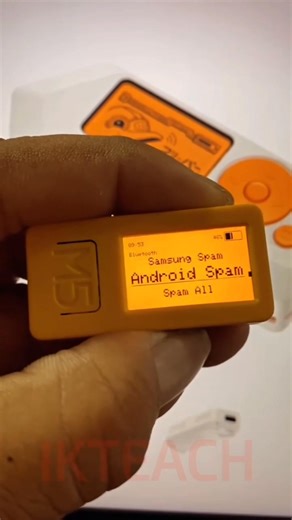 M5
Bluetooth
Samsung Spam
Android Spam
Spam All
IKTEACH